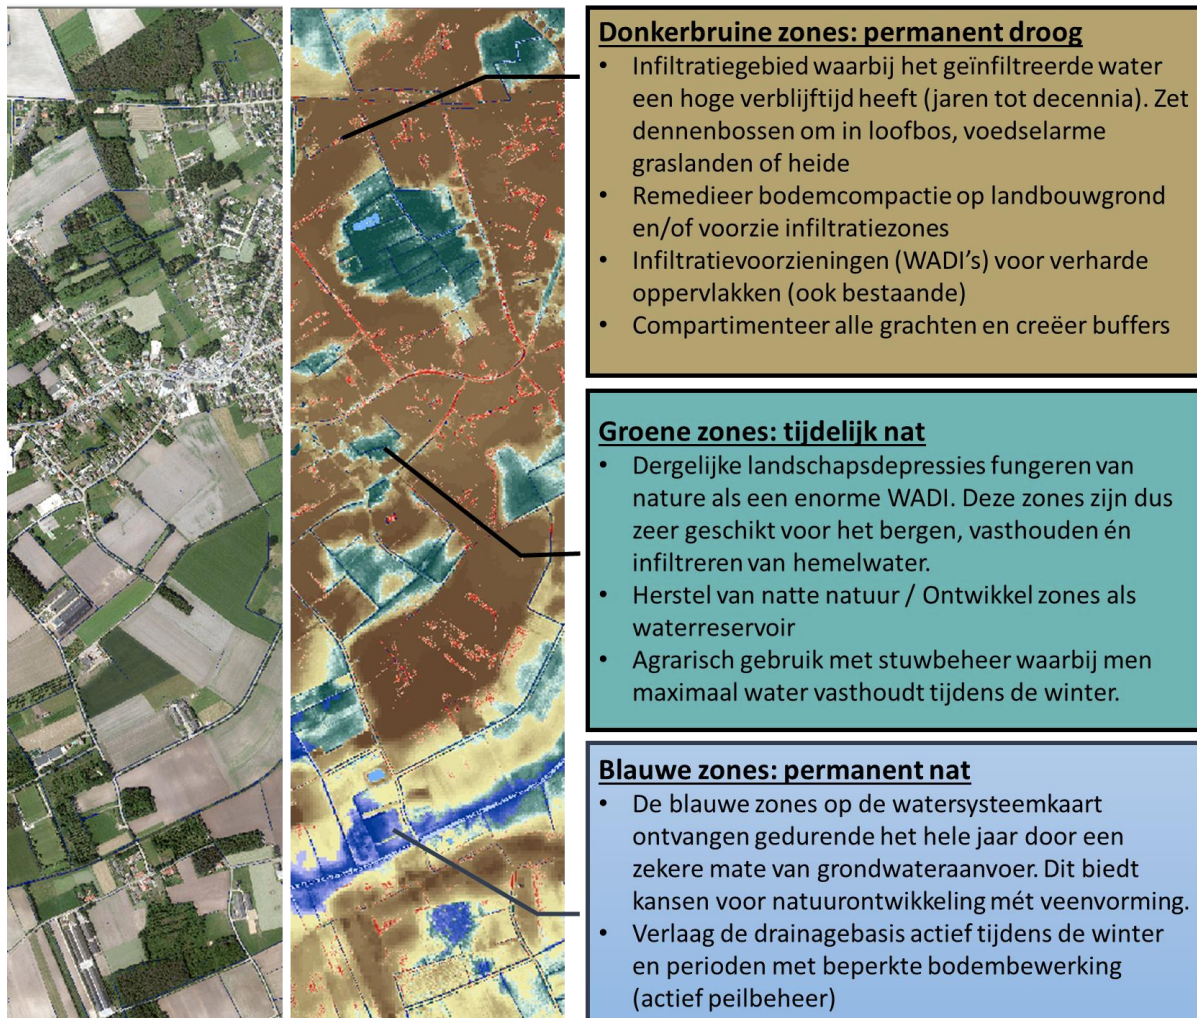 Donkerbruine zones: permanent droog
• Infiltratiegebied waarbij het geïnfiltreerde water
een hoge verblijftijd heeft (jaren tot decennia). Zet
dennenbossen om in loofbos, voedselarme
graslanden of heide
• Remedieer bodemcompactie op landbouwgrond
en/of voorzie infiltratiezones
• Infiltratievoorzieningen (WADI's) voor verharde
oppervlakken (ook bestaande)
• Compartimenteer alle grachten en creëer buffers
Groene zones: tijdelijk nat
• Dergelijke landschapsdepressies fungeren van
nature als een enorme WADI. Deze zones zijn dus
zeer geschikt voor het bergen, vasthouden én
infiltreren van hemelwater.
• Herstel van natte natuur / Ontwikkel zones als
waterreservoir
• Agrarisch gebruik met stuwbeheer waarbij men
maximaal water vasthoudt tijdens de winter.
Blauwe zones: permanent nat
• De blauwe zones op de watersysteemkaart
ontvangen gedurende het hele jaar door een
zekere mate van grondwateraanvoer. Dit biedt
kansen voor natuurontwikkeling mét veenvorming.
• Verlaag de drainagebasis actief tijdens de winter
en perioden met beperkte bodembewerking
(actief peilbeheer)